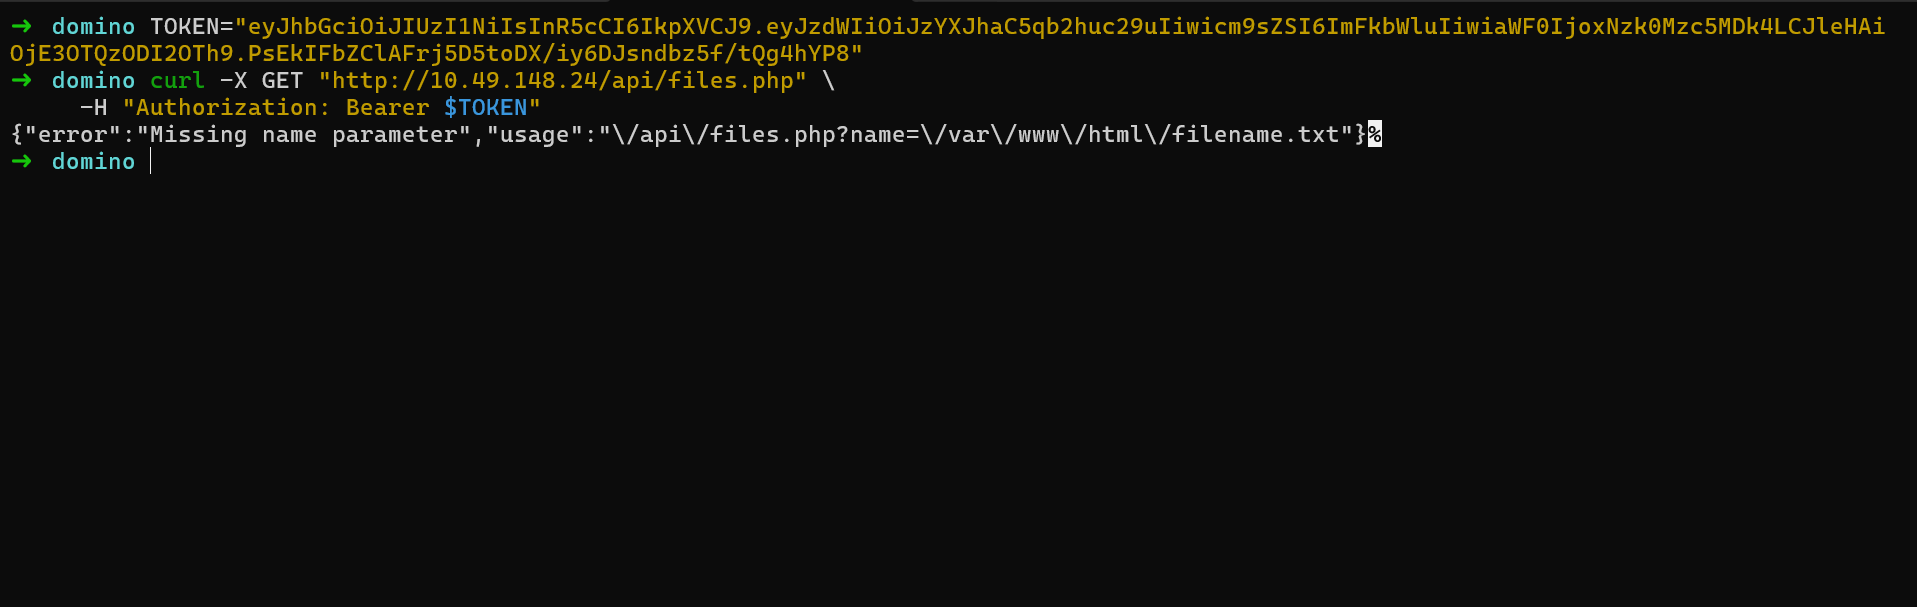 ➜  domino TOKEN="eyJhbGciOiJIUzI1NiIsInR5cCI6IkpXVCJ9.eyJzdWIiOiJzYXJhaC5qb2huc29uIiwicm9sZSI6ImFkbWluIiwiaWF0IjoxNzk0Mzc5MDk4LCJleHAi
OjE3OTQzODI2OTh9.PsEkIFbZClAFrj5D5toDX/iy6DJsndbz5f/tQg4hYP8"
➜  domino curl -X GET "http://10.49.148.24/api/files.php" \
     -H "Authorization: Bearer $TOKEN"
{"error":"Missing name parameter","usage":"\/api\/files.php?name=\/var\/www\/html\/filename.txt"}%
➜  domino